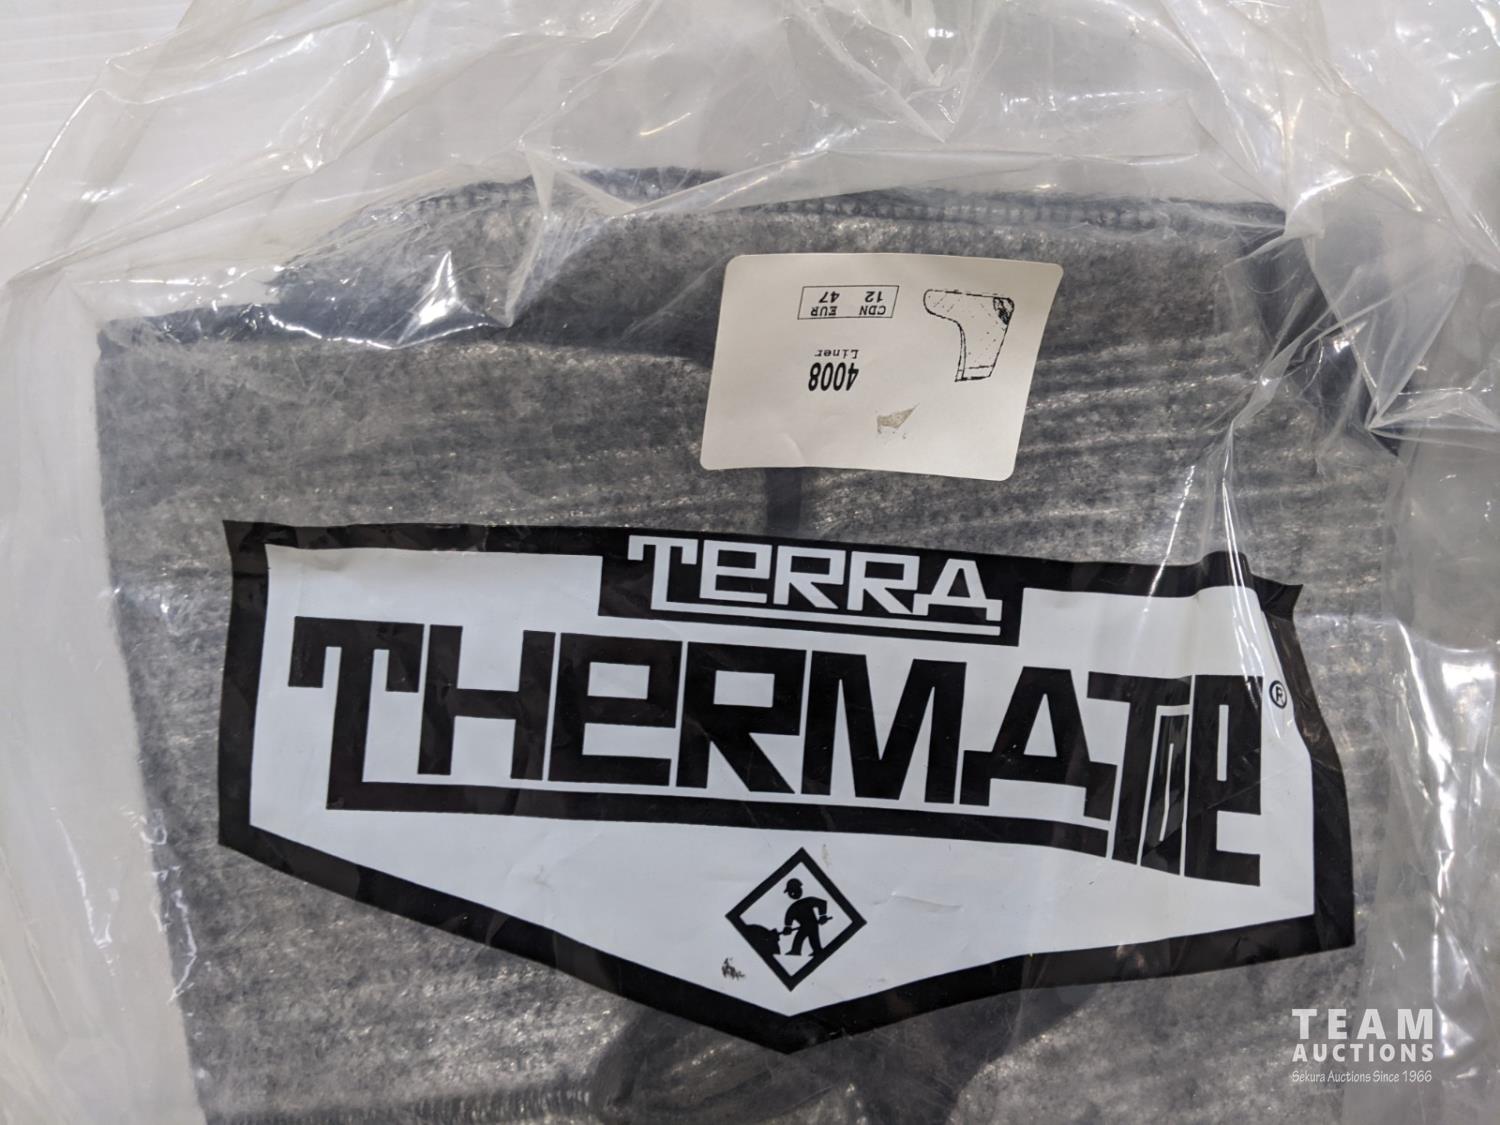 4008
Liner
CDN EUR
12 47
TERRA
THERMATOE®
TEAM
AUCTIONS
Sekura Auctions Since 1966